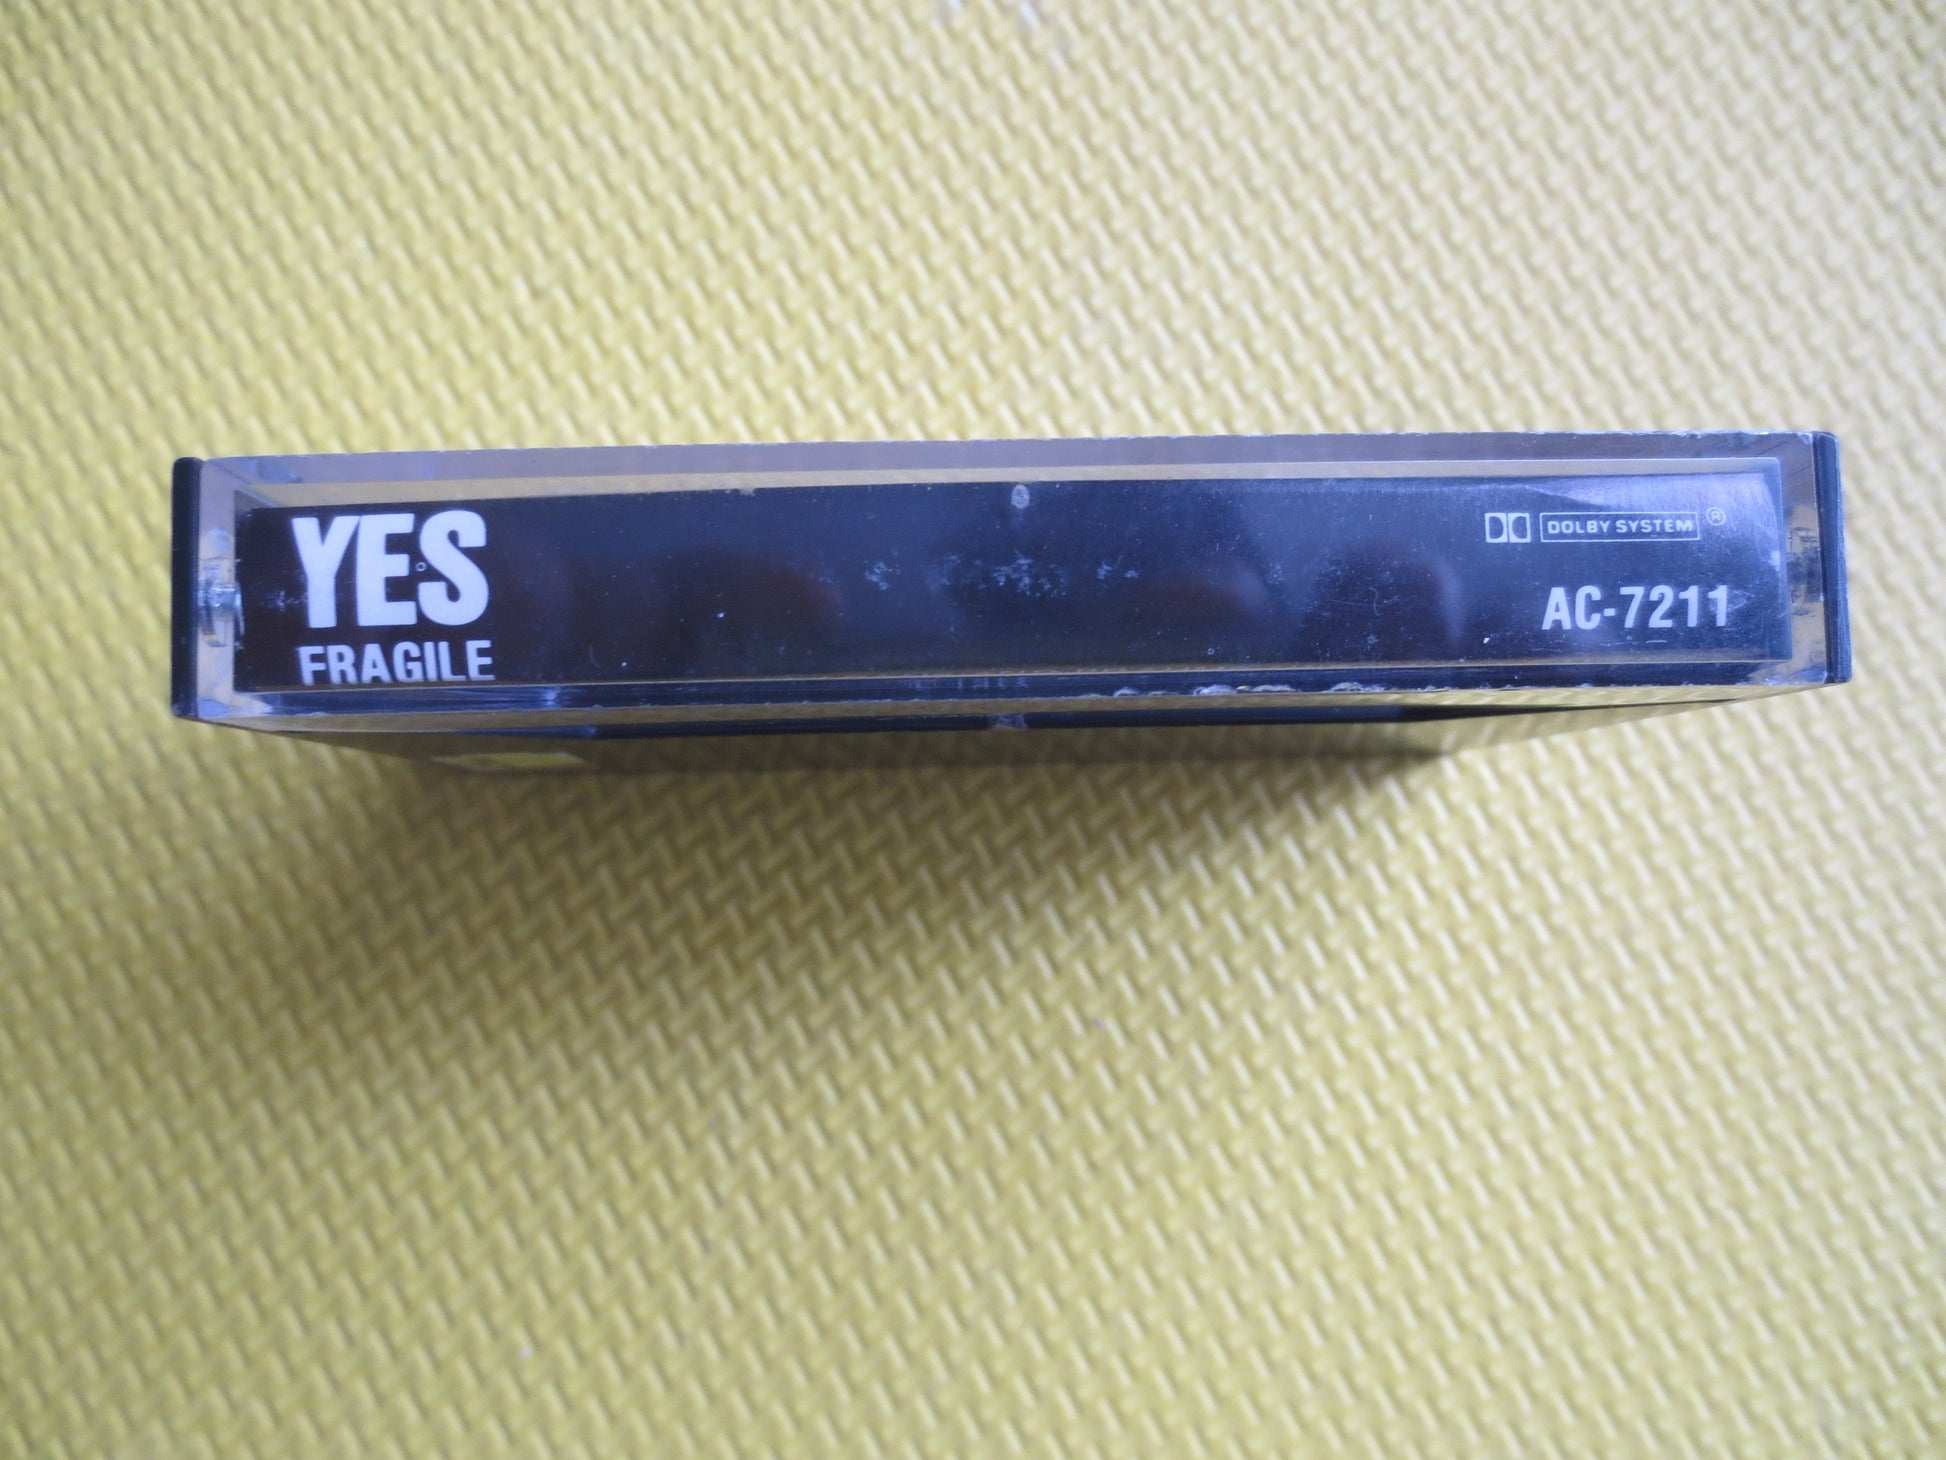 YES
FRAGILE
DOLBY SYSTEM ®
AC-7211